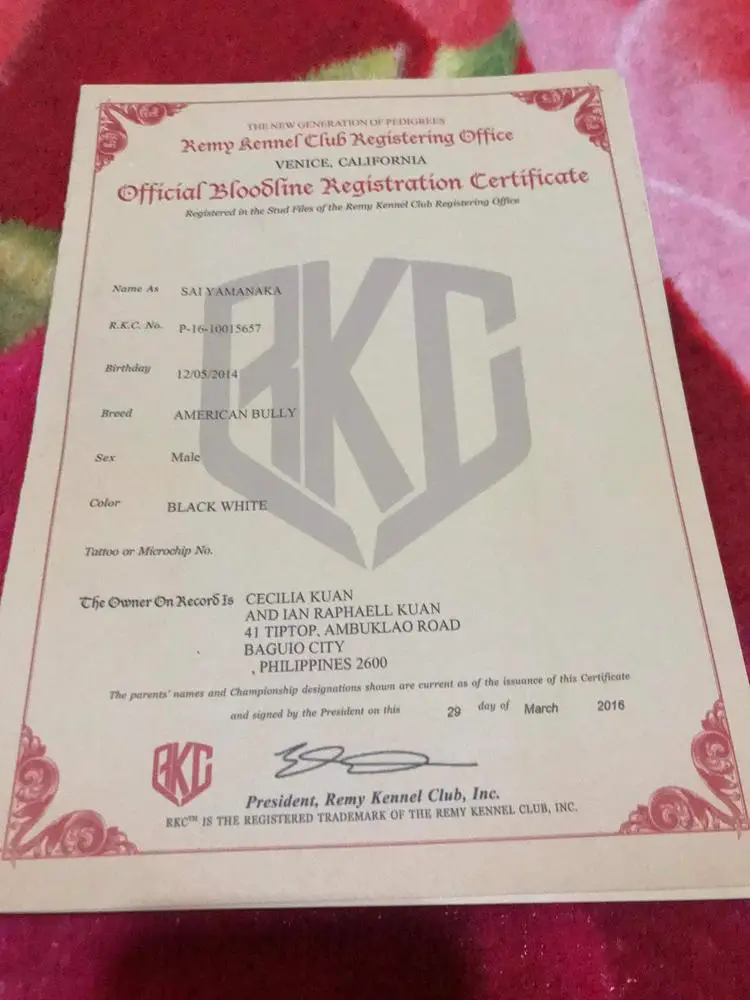 THE NEW GENERATION OF PEDIGREES
Remy Kennel Club Registering Office
VENICE, CALIFORNIA
Official Bloodline Registration Certificate
Registered in the Stud Files of the Remy Kennel Club Registering Office
RKC
Name As SAI YAMANAKA
R.K.C. No. P-16-10015657
Birthday 12/05/2014
Breed AMERICAN BULLY
Sex Male
Color BLACK WHITE
Tattoo or Microchip No.
The Owner On Record Is CECILIA KUAN
AND IAN RAPHAELL KUAN
41 TIPTOP, AMBUKLAO ROAD
BAGUIO CITY
, PHILIPPINES 2600
The parents' names and Championship designations shown are current as of the issuance of this Certificate
and signed by the President on this 29 day of March 2016
RKC
President, Remy Kennel Club, Inc.
RKC™ IS THE REGISTERED TRADEMARK OF THE REMY KENNEL CLUB, INC.